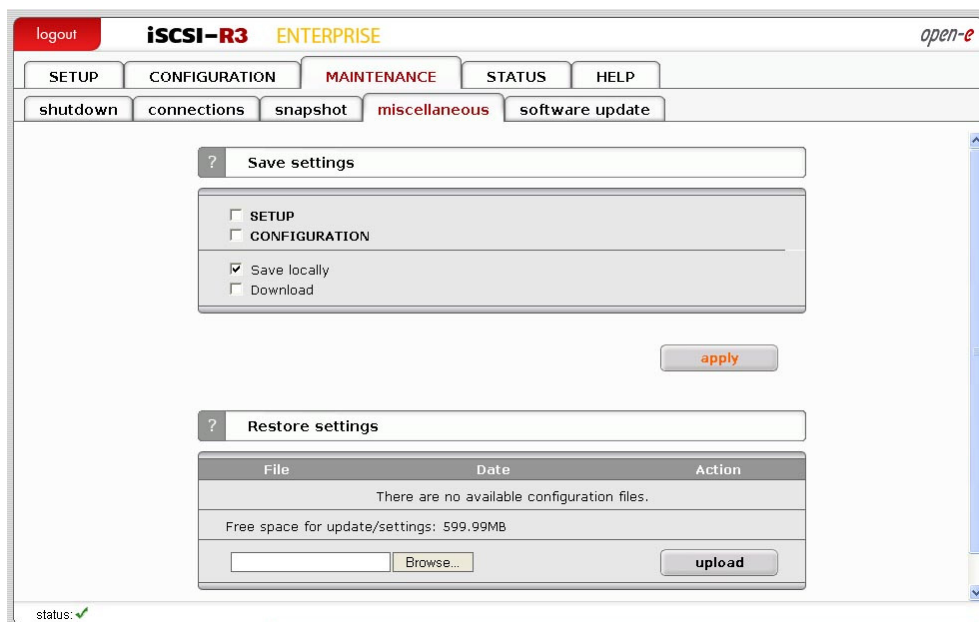 logout iSCSI-R3 ENTERPRISE open-e
SETUP CONFIGURATION MAINTENANCE STATUS HELP
shutdown connections snapshot miscellaneous software update
? Save settings
SETUP
CONFIGURATION
Save locally
Download
apply
? Restore settings
File Date Action
There are no available configuration files.
Free space for update/settings: 599.99MB
Browse... upload
status: